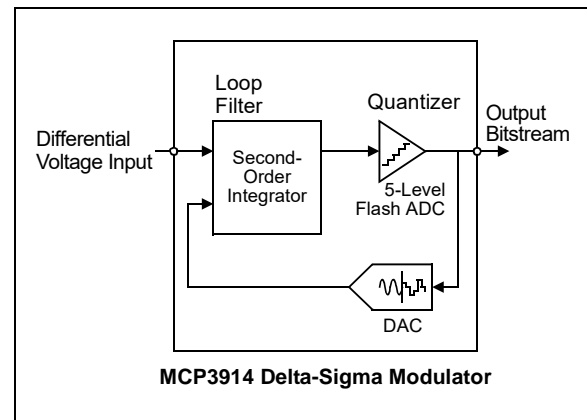 Loop
Filter
Quantizer
Differential
Voltage Input
Second-
Order
Integrator
Output
Bitstream
5-Level
Flash ADC
DAC
MCP3914 Delta-Sigma Modulator